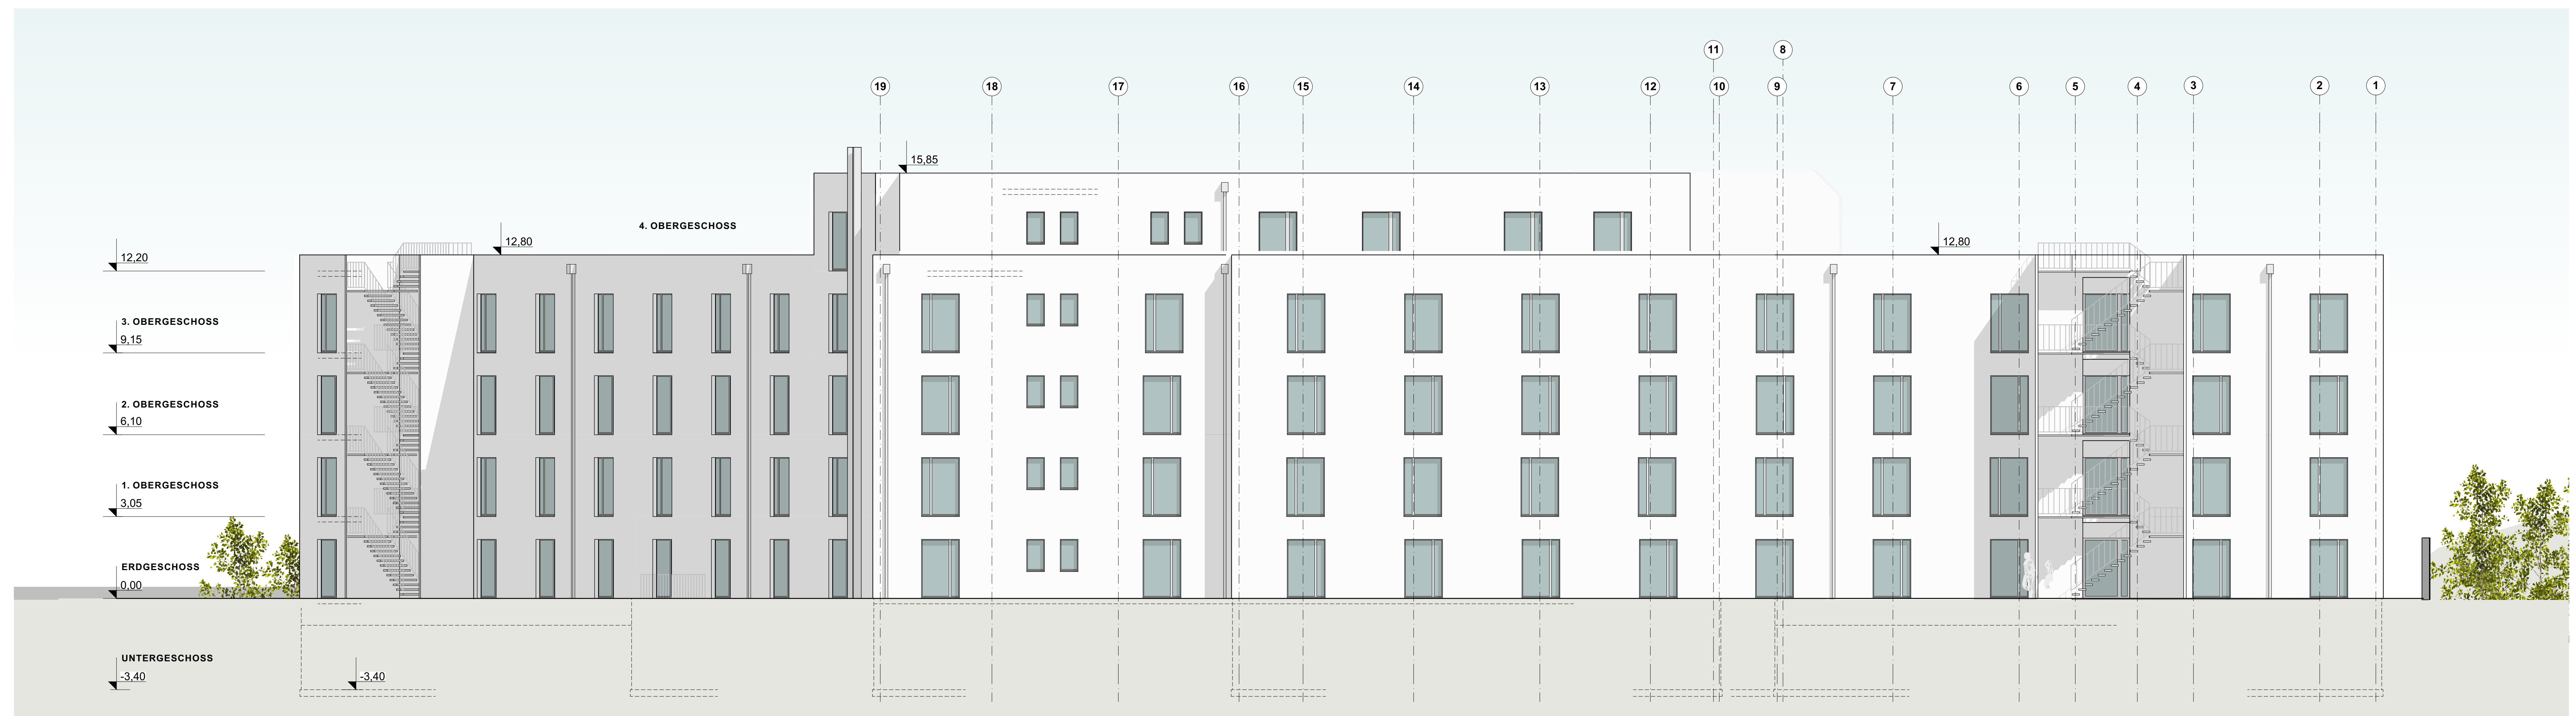 11 8
19 18 17 16 15 14 13 12 10 9 7 6 5 4 3 2 1
15,85
4. OBERGESCHOSS
12,80
12,80
12,20
3. OBERGESCHOSS
9,15
2. OBERGESCHOSS
6,10
1. OBERGESCHOSS
3,05
ERDGESCHOSS
0,00
UNTERGESCHOSS
-3,40
-3,40